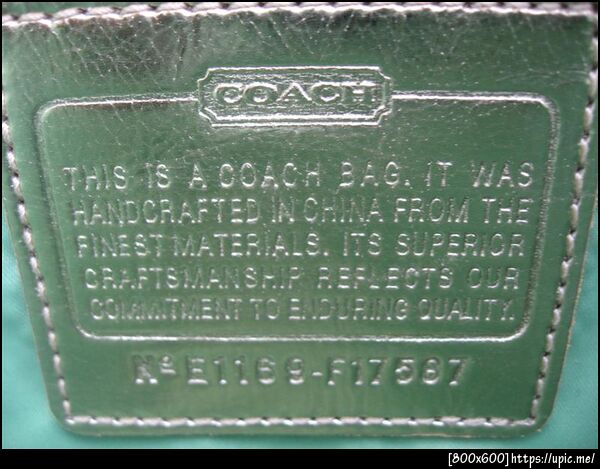 COACH
THIS IS A COACH BAG. IT WAS
HANDCRAFTED IN CHINA FROM THE
FINEST MATERIALS. ITS SUPERIOR
CRAFTSMANSHIP REFLECTS OUR
COMMITMENT TO ENDURING QUALITY.
Nº E1169-F17567
[800x600]https://upic.me/